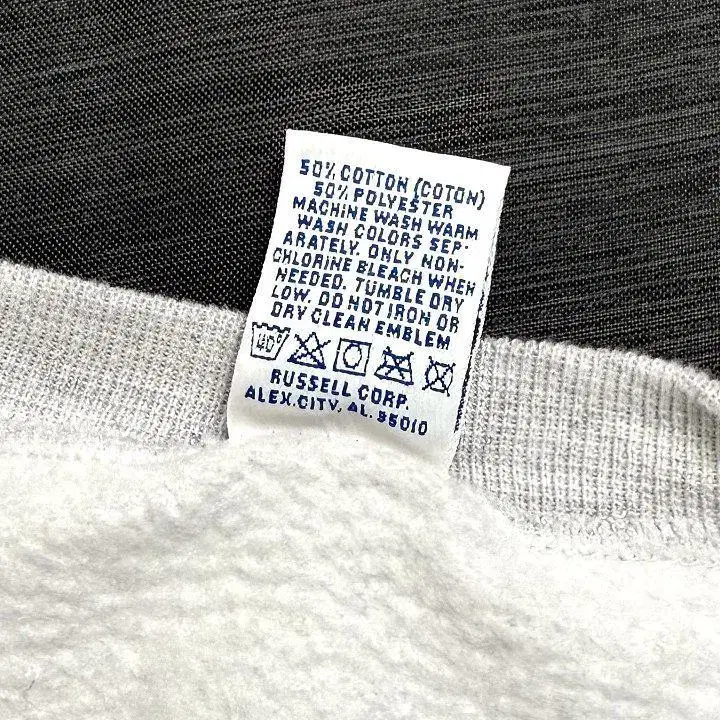 50% COTTON (COTON)
50% POLYESTER
MACHINE WASH WARM
WASH COLORS SEP-
ARATELY. ONLY NON-
CHLORINE BLEACH WHEN
NEEDED. TUMBLE DRY
LOW. DO NOT IRON OR
DRY CLEAN EMBLEM
40°
RUSSELL CORP.
ALEX.CITY, AL. 35010